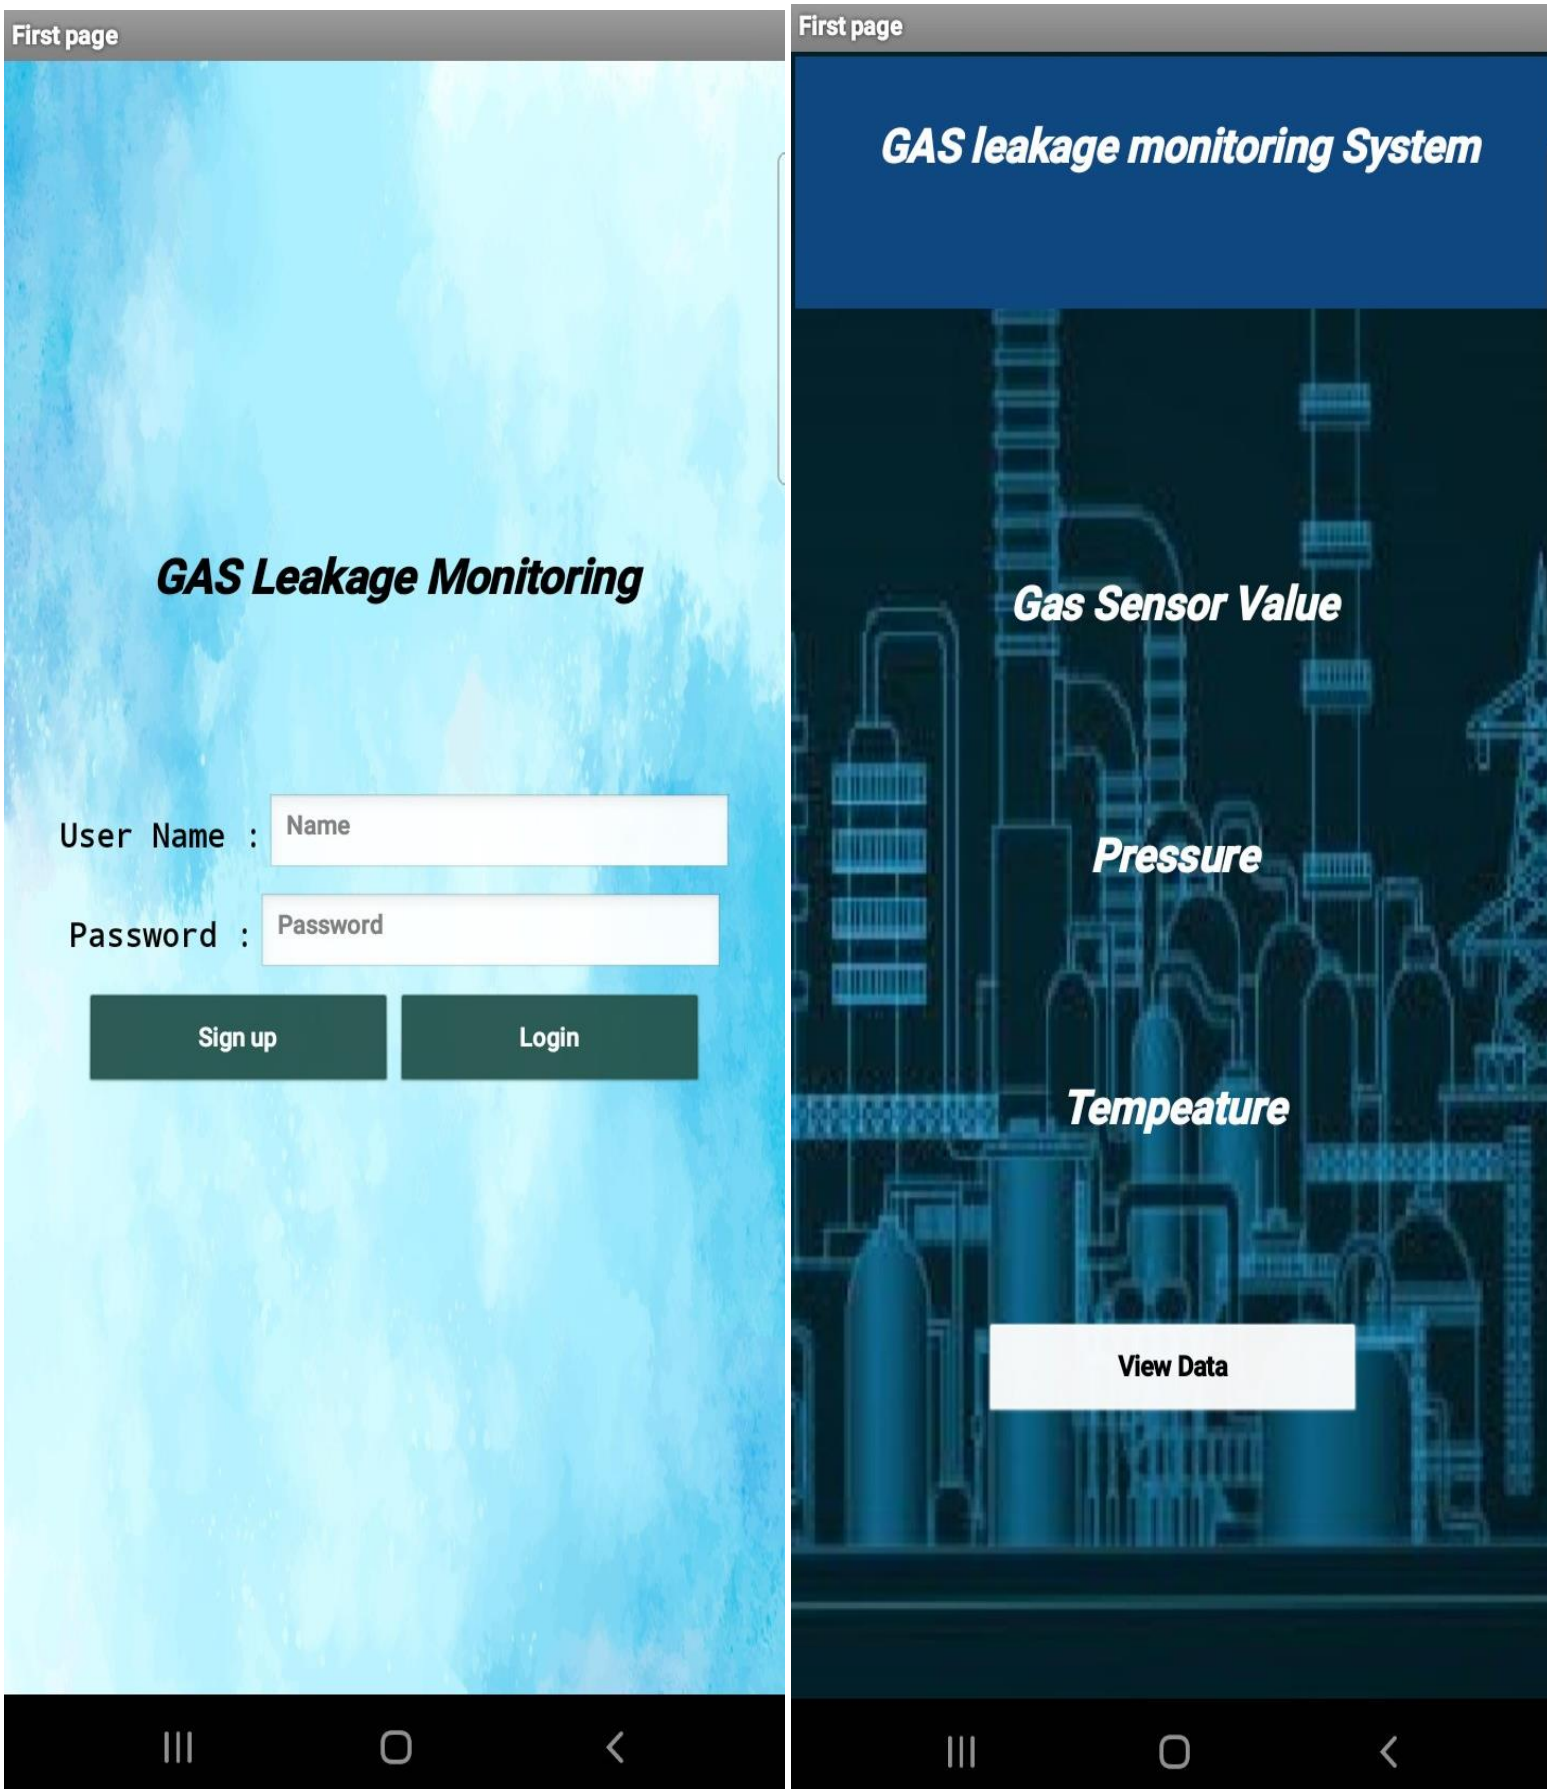 First page
GAS Leakage Monitoring
User Name :
Name
Password :
Password
Sign up
Login
First page
GAS leakage monitoring System
Gas Sensor Value
Pressure
Tempeature
View Data